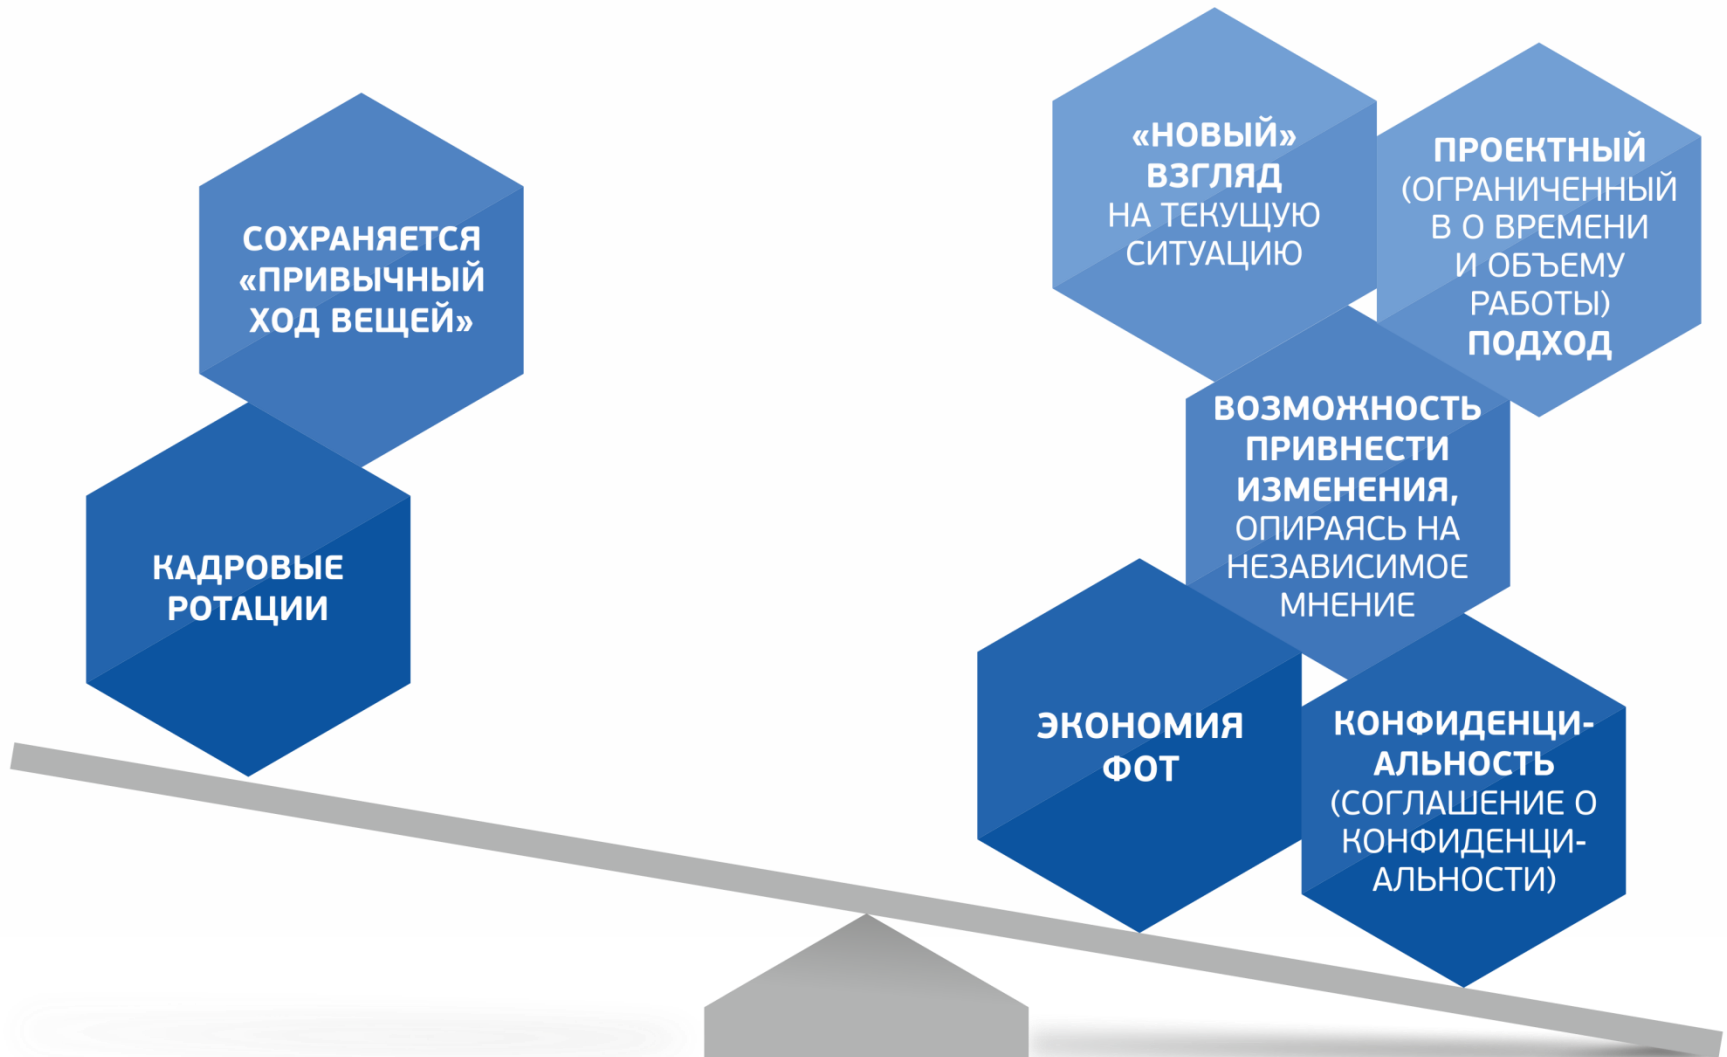 СОХРАНЯЕТСЯ
«ПРИВЫЧНЫЙ
ХОД ВЕЩЕЙ»
КАДРОВЫЕ
РОТАЦИИ
«НОВЫЙ»
ВЗГЛЯД
НА ТЕКУЩУЮ
СИТУАЦИЮ
ПРОЕКТНЫЙ
(ОГРАНИЧЕННЫЙ
В О ВРЕМЕНИ
И ОБЪЕМУ
РАБОТЫ)
ПОДХОД
ВОЗМОЖНОСТЬ
ПРИВНЕСТИ
ИЗМЕНЕНИЯ,
ОПИРАЯСЬ НА
НЕЗАВИСИМОЕ
МНЕНИЕ
ЭКОНОМИЯ
ФОТ
КОНФИДЕНЦИ-
АЛЬНОСТЬ
(СОГЛАШЕНИЕ О
КОНФИДЕНЦИ-
АЛЬНОСТИ)